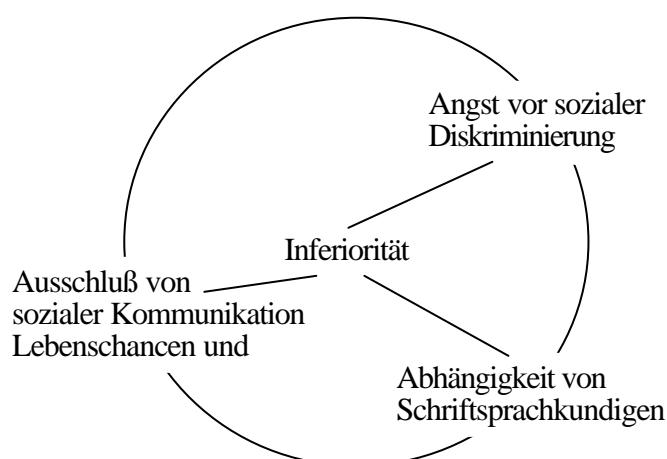 Angst vor sozialer
Diskriminierung
Inferiorität
Ausschluß von
sozialer Kommunikation
Lebenschancen und
Abhängigkeit von
Schriftsprachkundigen